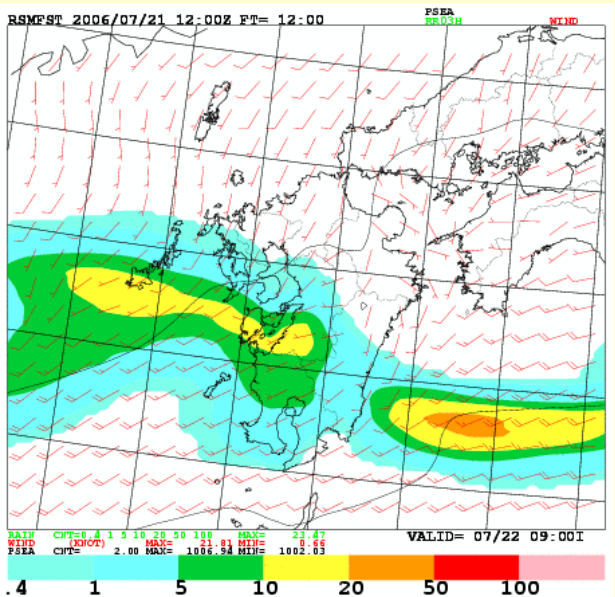 RSMFST 2006/07/21 12:00Z FT= 12:00
PSEA
RR03H WIND
RAIN CNT=0.4 1 5 10 20 50 100 MAX= 23.47
WIND (KNOT) MAX= 21.81 MIN= 0.66
PSEA CNT= 2.00 MAX= 1006.94 MIN= 1002.03
VALID= 07/22 09:00I
.4 1 5 10 20 50 100